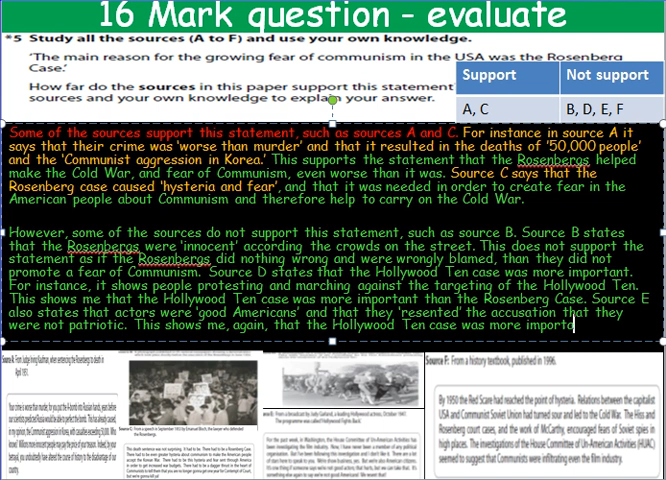 16 Mark question - evaluate
*5 Study all the sources (A to F) and use your own knowledge.
'The main reason for the growing fear of communism in the USA was the Rosenberg
Case.'
How far do the sources in this paper support this statement
sources and your own knowledge to explain your answer.
Support
Not support
A, C
B, D, E, F
Some of the sources support this statement, such as sources A and C. For instance in source A it
says that their crime was 'worse than murder' and that it resulted in the deaths of '50,000 people'
and the 'Communist aggression in Korea.' This supports the statement that the Rosenbergs helped
make the Cold War, and fear of Communism, even worse than it was. Source C says that the
Rosenberg case caused 'hysteria and fear', and that it was needed in order to create fear in the
American people about Communism and therefore help to carry on the Cold War.
However, some of the sources do not support this statement, such as source B. Source B states
that the Rosenbergs were 'innocent' according the crowds on the street. This does not support the
statement as if the Rosenbergs did nothing wrong and were wrongly blamed, than they did not
promote a fear of Communism. Source D states that the Hollywood Ten case was more important.
For instance, it shows people protesting and marching against the targeting of the Hollywood Ten.
This shows me that the Hollywood Ten case was more important than the Rosenberg Case. Source E
also states that actors were 'good Americans' and that they 'resented' the accusation that they
were not patriotic. This shows me, again, that the Hollywood Ten case was more importa
Source A: From Judge Irving Kaufman, when sentencing the Rosenbergs to death in
April 1951.
Source F: From a history textbook, published in 1996.
By 1950 the Red Scare had reached the point of hysteria. Relations between the capitalist
USA and Communist Soviet Union had turned sour and led to the Cold War. The Hiss and
Rosenberg court cases, and the work of McCarthy, encouraged fears of Soviet spies in
high places. The investigations of the House Committee of Un-American Activities (HUAC)
seemed to suggest that Communists were infiltrating even the film industry.